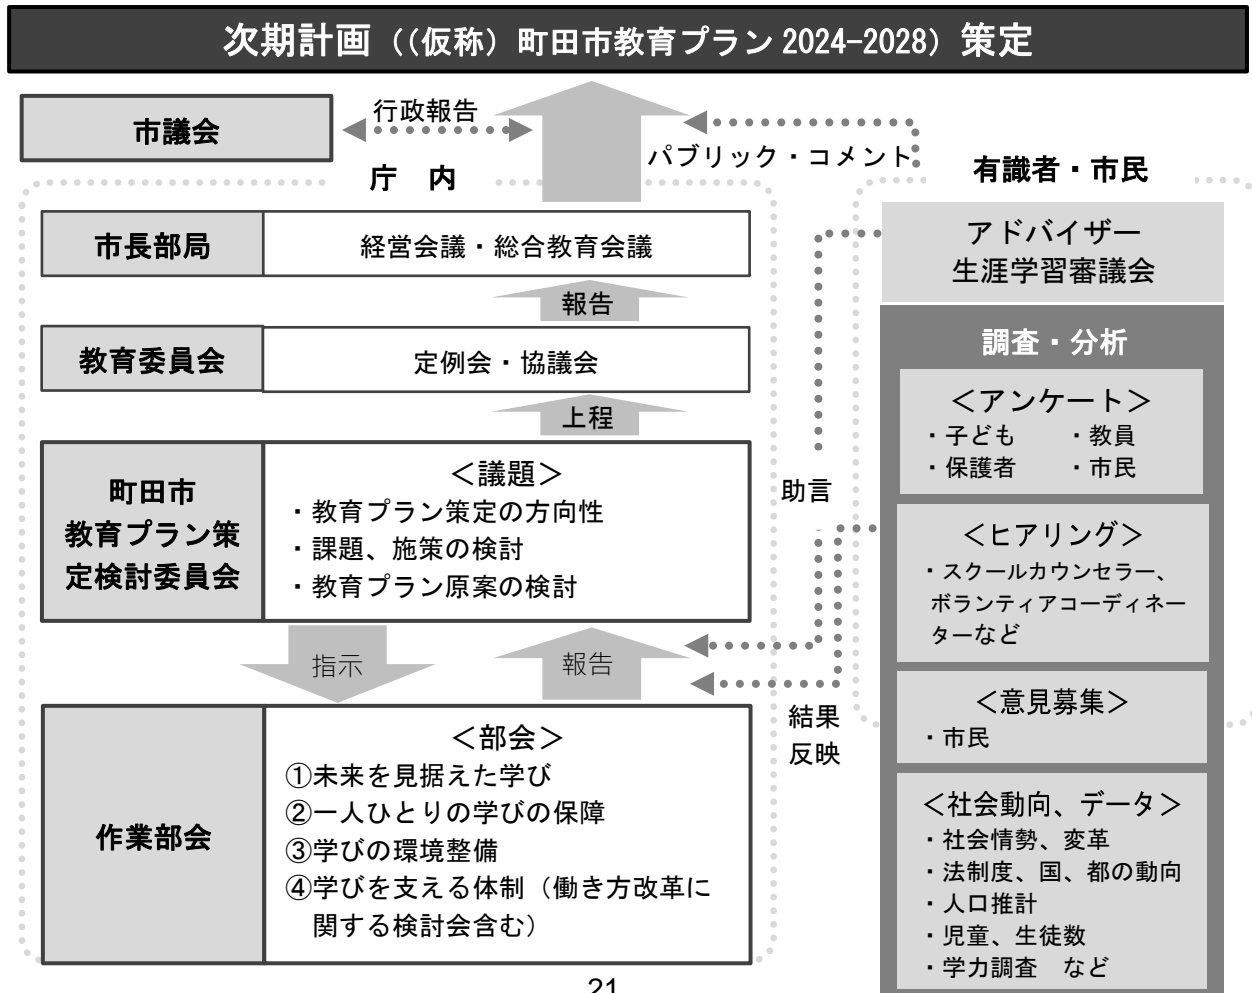 次期計画（(仮称）町田市教育プラン 2024-2028）策定
市議会
行政報告
パブリック・コメント
庁　内
市長部局
経営会議・総合教育会議
報告
教育委員会
定例会・協議会
上程
町田市
教育プラン策
定検討委員会
＜議題＞
・教育プラン策定の方向性
・課題、施策の検討
・教育プラン原案の検討
指示
報告
作業部会
＜部会＞
①未来を見据えた学び
②一人ひとりの学びの保障
③学びの環境整備
④学びを支える体制（働き方改革に
関する検討会含む）
助言
結果
反映
有識者・市民
アドバイザー
生涯学習審議会
調査・分析
＜アンケート＞
・子ども　・教員
・保護者　・市民
＜ヒアリング＞
・スクールカウンセラー、
ボランティアコーディネー
ターなど
＜意見募集＞
・市民
＜社会動向、データ＞
・社会情勢、変革
・法制度、国、都の動向
・人口推計
・児童、生徒数
・学力調査　など
21